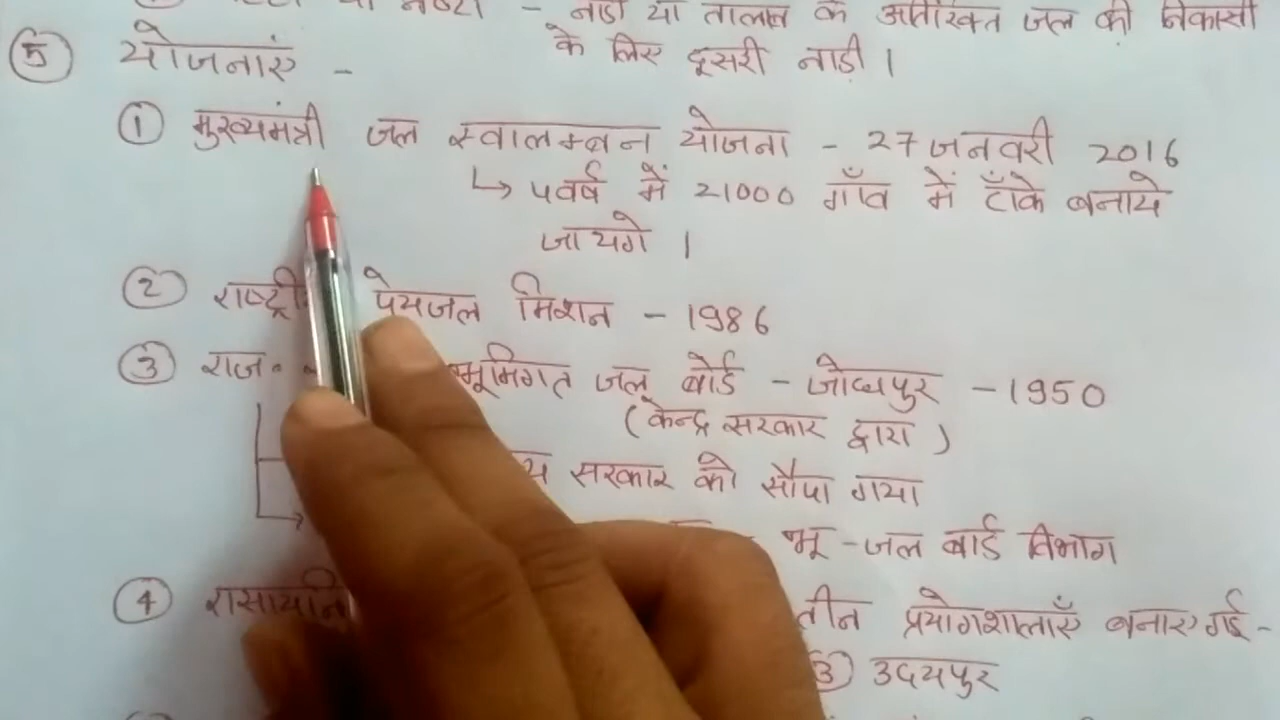 - नाडी या तालाब के अतिरिक्त जल की निकासी
के लिए दूसरी नाडी ।
⑤ योजनाएं -
① मुख्यमंत्री जल स्वालम्बन योजना - 27 जनवरी 2016
↳ 4 वर्ष में 21000 गाँव में टाँके बनाये
जायगे ।
② पेयजल मिशन - 1986
③ राज॰ भूमिगत जल बोर्ड - जोधपुर - 1950
(केन्द्र सरकार द्वारा)
सरकार को सौपा गया
भू-जल बोर्ड विभाग
④ तीन प्रयोगशालाएँ बनाए गई -
③ उदयपुर